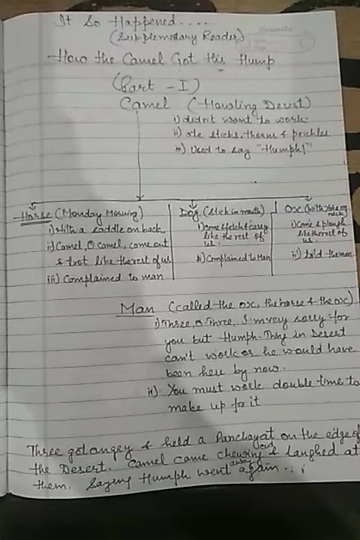 It So Happened....
(Supplementary Reader)
How the Camel Got His Hump
(Part - I)
Camel (Howling Desert)
i) didn't want to work
ii) ate sticks, thorns & prickles
iii) Used to say "Humph!"
Horse (Monday Morning)
i) With a saddle on back
ii) Camel, O camel, come out
& trot like the rest of us
iii) Complained to man
Dog (Stick in mouth)
i) come & fetch & carry
like the rest of
us.
ii) Complained to Man
Ox (with yoke on
neck)
i) come & plough
like the rest of
us.
ii) told the man
Man (called the ox, the horse & the ox)
i) Three, O Three, I'm very sorry for
you but Humph-Thing in Desert
can't work or he would have
been here by now.
ii) You must work double time to
make up for it
Three got angry & held a Panchayat on the edge of
the Desert. Camel came chewing cud & laughed at
them. Saying Humph went away again...